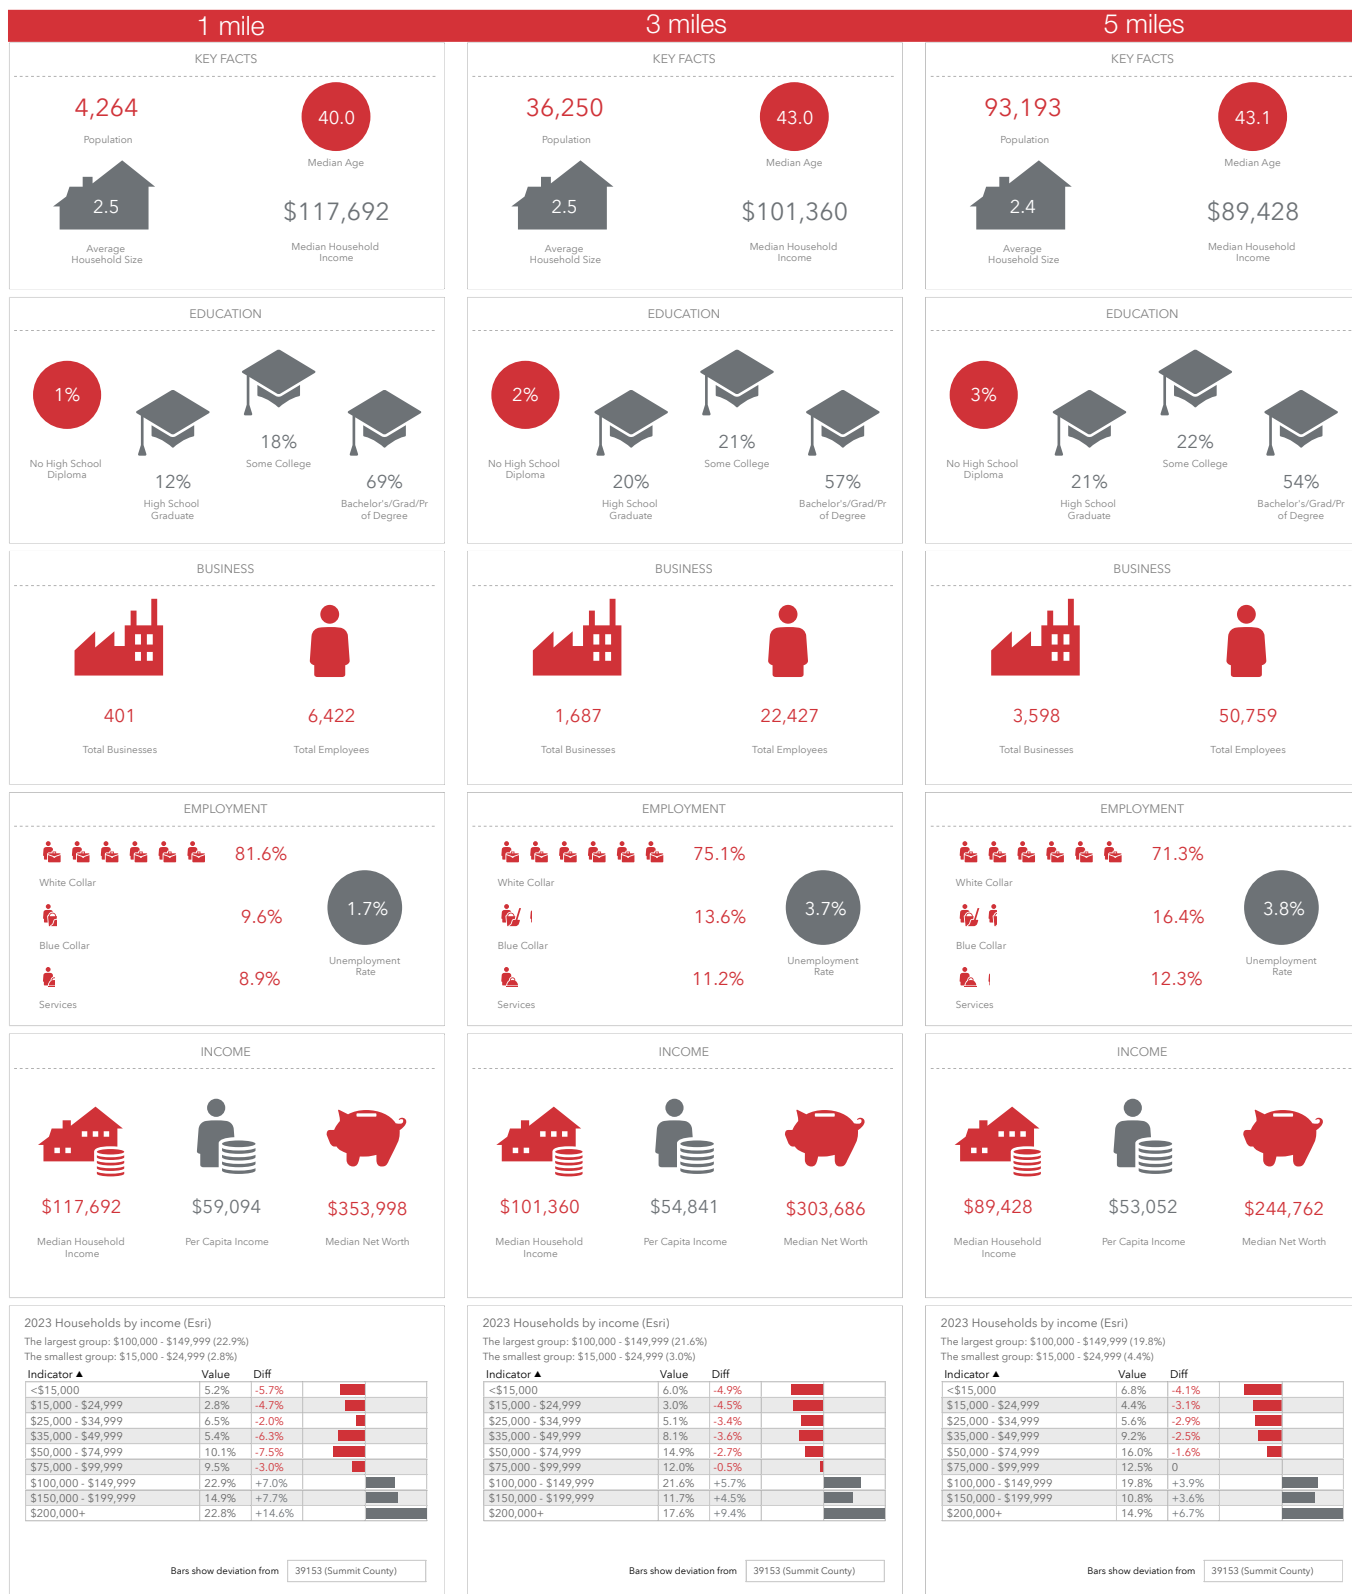 1 mile
KEY FACTS
4,264
Population
40.0
Median Age
2.5
Average
Household Size
$117,692
Median Household
Income
EDUCATION
1%
No High School
Diploma
12%
High School
Graduate
18%
Some College
69%
Bachelor's/Grad/Pr
of Degree
BUSINESS
401
Total Businesses
6,422
Total Employees
EMPLOYMENT
81.6%
White Collar
9.6%
Blue Collar
8.9%
Services
1.7%
Unemployment
Rate
INCOME
$117,692
Median Household
Income
$59,094
Per Capita Income
$353,998
Median Net Worth
2023 Households by income (Esri)
The largest group: $100,000 - $149,999 (22.9%)
The smallest group: $15,000 - $24,999 (2.8%)
Indicator ▲ Value Diff
<$15,000 5.2% -5.7%
$15,000 - $24,999 2.8% -4.7%
$25,000 - $34,999 6.5% -2.0%
$35,000 - $49,999 5.4% -6.3%
$50,000 - $74,999 10.1% -7.5%
$75,000 - $99,999 9.5% -3.0%
$100,000 - $149,999 22.9% +7.0%
$150,000 - $199,999 14.9% +7.7%
$200,000+ 22.8% +14.6%
Bars show deviation from 39153 (Summit County)
3 miles
KEY FACTS
36,250
Population
43.0
Median Age
2.5
Average
Household Size
$101,360
Median Household
Income
EDUCATION
2%
No High School
Diploma
20%
High School
Graduate
21%
Some College
57%
Bachelor's/Grad/Pr
of Degree
BUSINESS
1,687
Total Businesses
22,427
Total Employees
EMPLOYMENT
75.1%
White Collar
13.6%
Blue Collar
11.2%
Services
3.7%
Unemployment
Rate
INCOME
$101,360
Median Household
Income
$54,841
Per Capita Income
$303,686
Median Net Worth
2023 Households by income (Esri)
The largest group: $100,000 - $149,999 (21.6%)
The smallest group: $15,000 - $24,999 (3.0%)
Indicator ▲ Value Diff
<$15,000 6.0% -4.9%
$15,000 - $24,999 3.0% -4.5%
$25,000 - $34,999 5.1% -3.4%
$35,000 - $49,999 8.1% -3.6%
$50,000 - $74,999 14.9% -2.7%
$75,000 - $99,999 12.0% -0.5%
$100,000 - $149,999 21.6% +5.7%
$150,000 - $199,999 11.7% +4.5%
$200,000+ 17.6% +9.4%
Bars show deviation from 39153 (Summit County)
5 miles
KEY FACTS
93,193
Population
43.1
Median Age
2.4
Average
Household Size
$89,428
Median Household
Income
EDUCATION
3%
No High School
Diploma
21%
High School
Graduate
22%
Some College
54%
Bachelor's/Grad/Pr
of Degree
BUSINESS
3,598
Total Businesses
50,759
Total Employees
EMPLOYMENT
71.3%
White Collar
16.4%
Blue Collar
12.3%
Services
3.8%
Unemployment
Rate
INCOME
$89,428
Median Household
Income
$53,052
Per Capita Income
$244,762
Median Net Worth
2023 Households by income (Esri)
The largest group: $100,000 - $149,999 (19.8%)
The smallest group: $15,000 - $24,999 (4.4%)
Indicator ▲ Value Diff
<$15,000 6.8% -4.1%
$15,000 - $24,999 4.4% -3.1%
$25,000 - $34,999 5.6% -2.9%
$35,000 - $49,999 9.2% -2.5%
$50,000 - $74,999 16.0% -1.6%
$75,000 - $99,999 12.5% 0
$100,000 - $149,999 19.8% +3.9%
$150,000 - $199,999 10.8% +3.6%
$200,000+ 14.9% +6.7%
Bars show deviation from 39153 (Summit County)